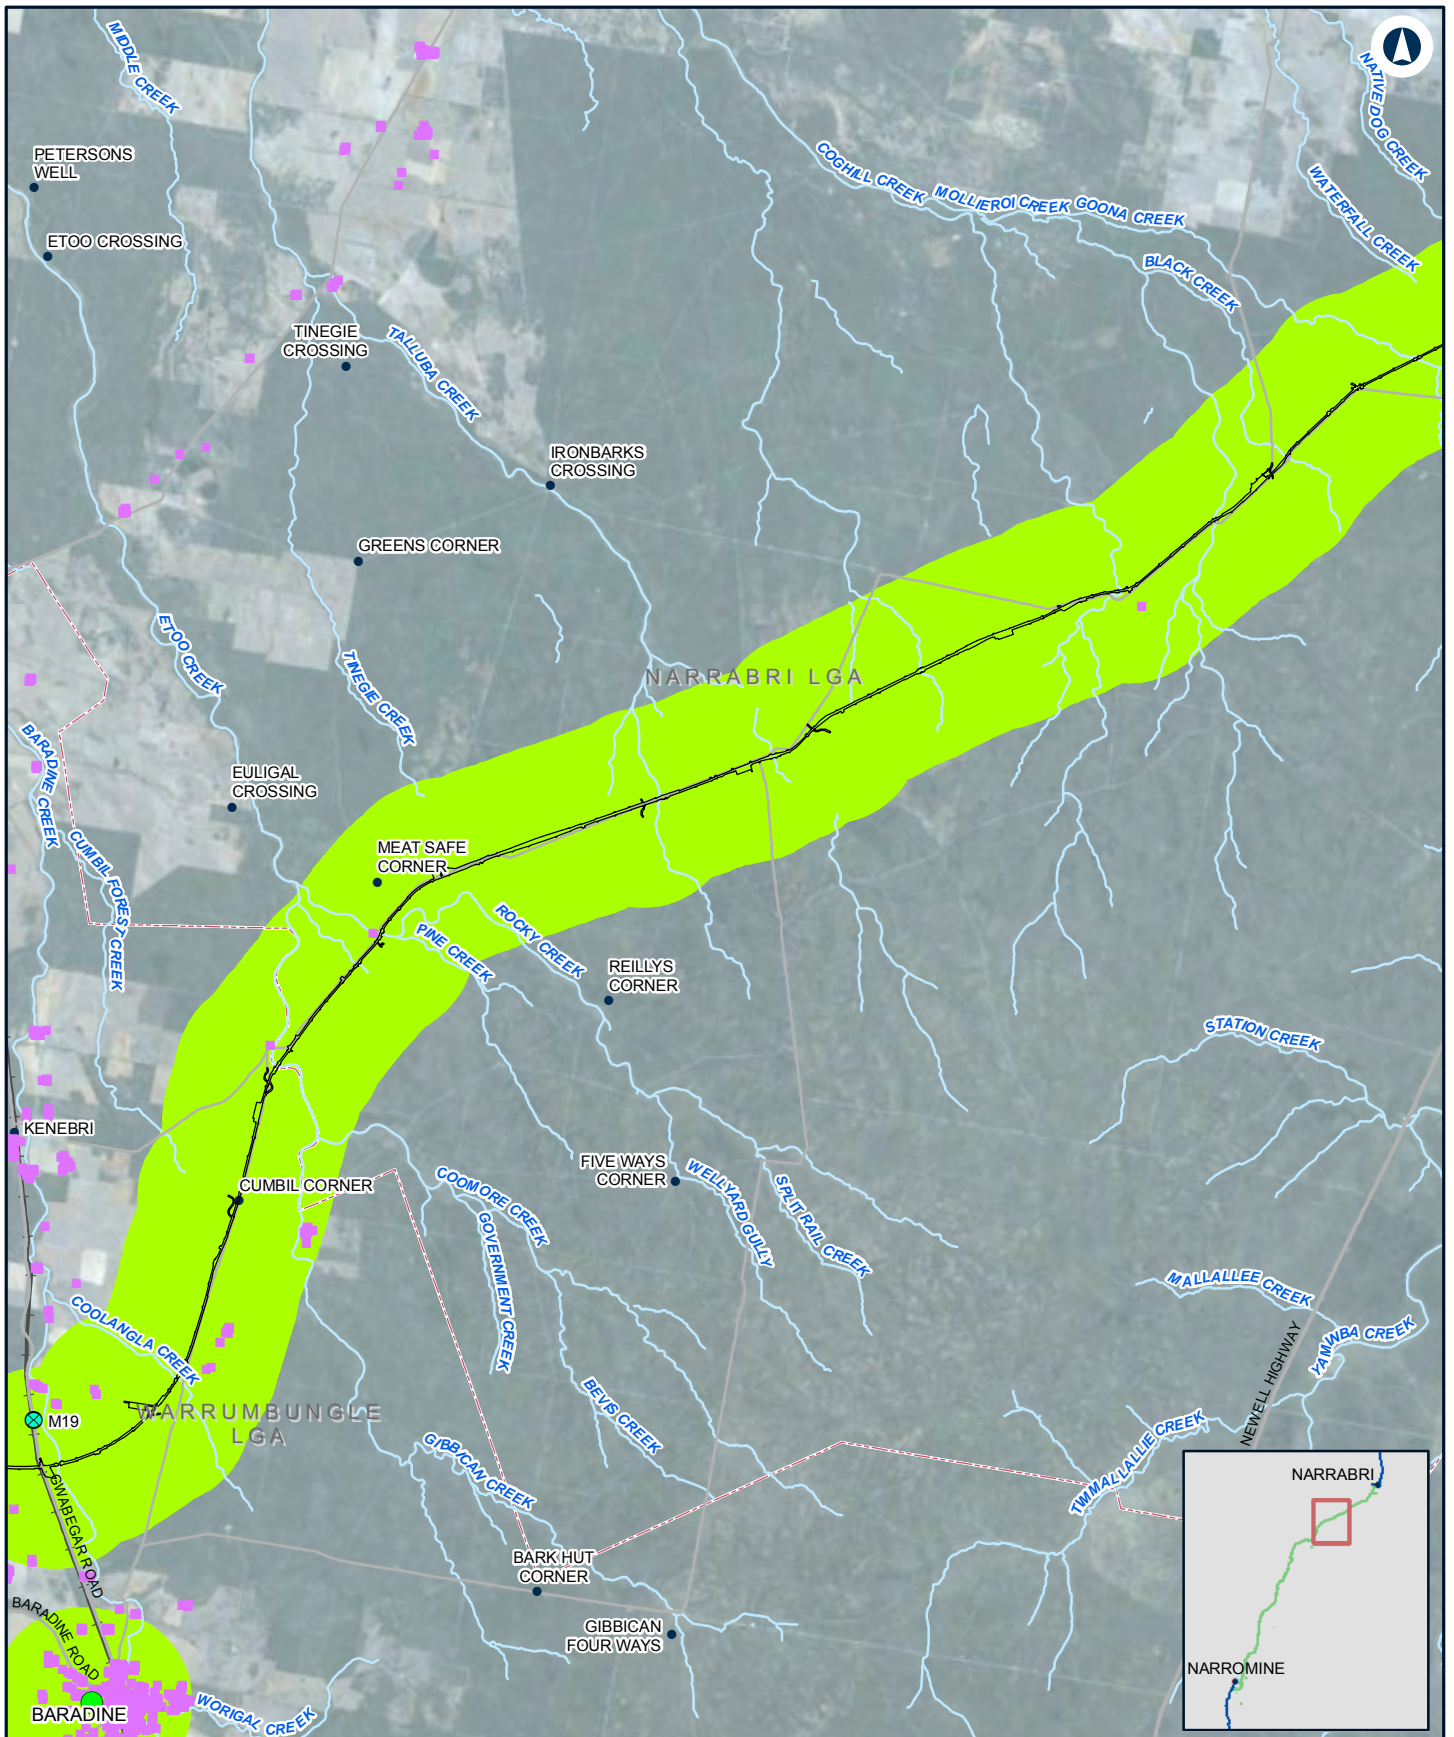 MIDDLE CREEK
NATIVE DOG CREEK
PETERSONS
WELL
COGHILL CREEK
MOLLIEROI CREEK
GOONA CREEK
WATERFALL CREEK
ETOO CROSSING
BLACK CREEK
TINEGIE
CROSSING
TALLUBA CREEK
IRONBARKS
CROSSING
GREENS CORNER
ETOO CREEK
TINEGIE CREEK
NARRABRI LGA
BARADINE CREEK
EULIGAL
CROSSING
CUMBIL FOREST CREEK
MEAT SAFE
CORNER
ROCKY CREEK
PINE CREEK
REILLYS
CORNER
STATION CREEK
KENEBRI
FIVE WAYS
CORNER
WELLYARD GULLY
SPLIT RAIL CREEK
CUMBIL CORNER
COOMORE CREEK
GOVERNMENT CREEK
MALLALLEE CREEK
YAMINBA CREEK
COOLANGLA CREEK
NEWELL HIGHWAY
BEVIS CREEK
M19
WARRUMBUNGLE
LGA
GIBBICAN CREEK
GWABEGAR ROAD
BARK HUT
CORNER
BARADINE ROAD
GIBBICAN
FOUR WAYS
BARADINE
WORIGAL CREEK
NARRABRI
NARROMINE